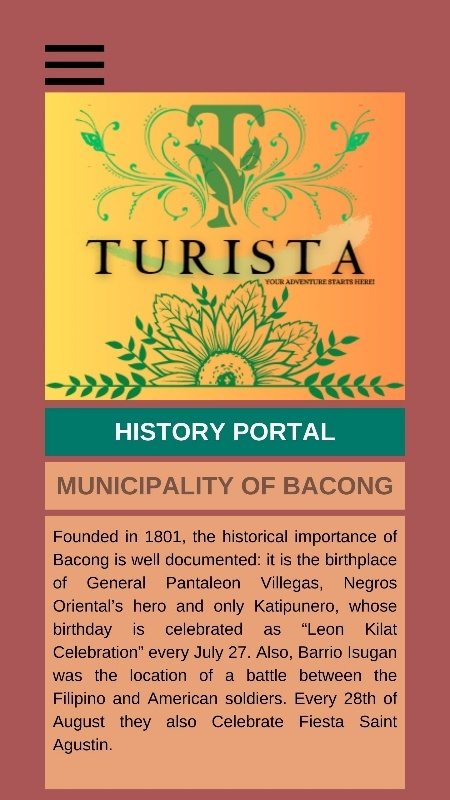 T
TURISTA
YOUR ADVENTURE STARTS HERE!
HISTORY PORTAL
MUNICIPALITY OF BACONG
Founded in 1801, the historical importance of
Bacong is well documented: it is the birthplace
of General Pantaleon Villegas, Negros
Oriental’s hero and only Katipunero, whose
birthday is celebrated as “Leon Kilat
Celebration” every July 27. Also, Barrio Isugan
was the location of a battle between the
Filipino and American soldiers. Every 28th of
August they also Celebrate Fiesta Saint
Agustin.